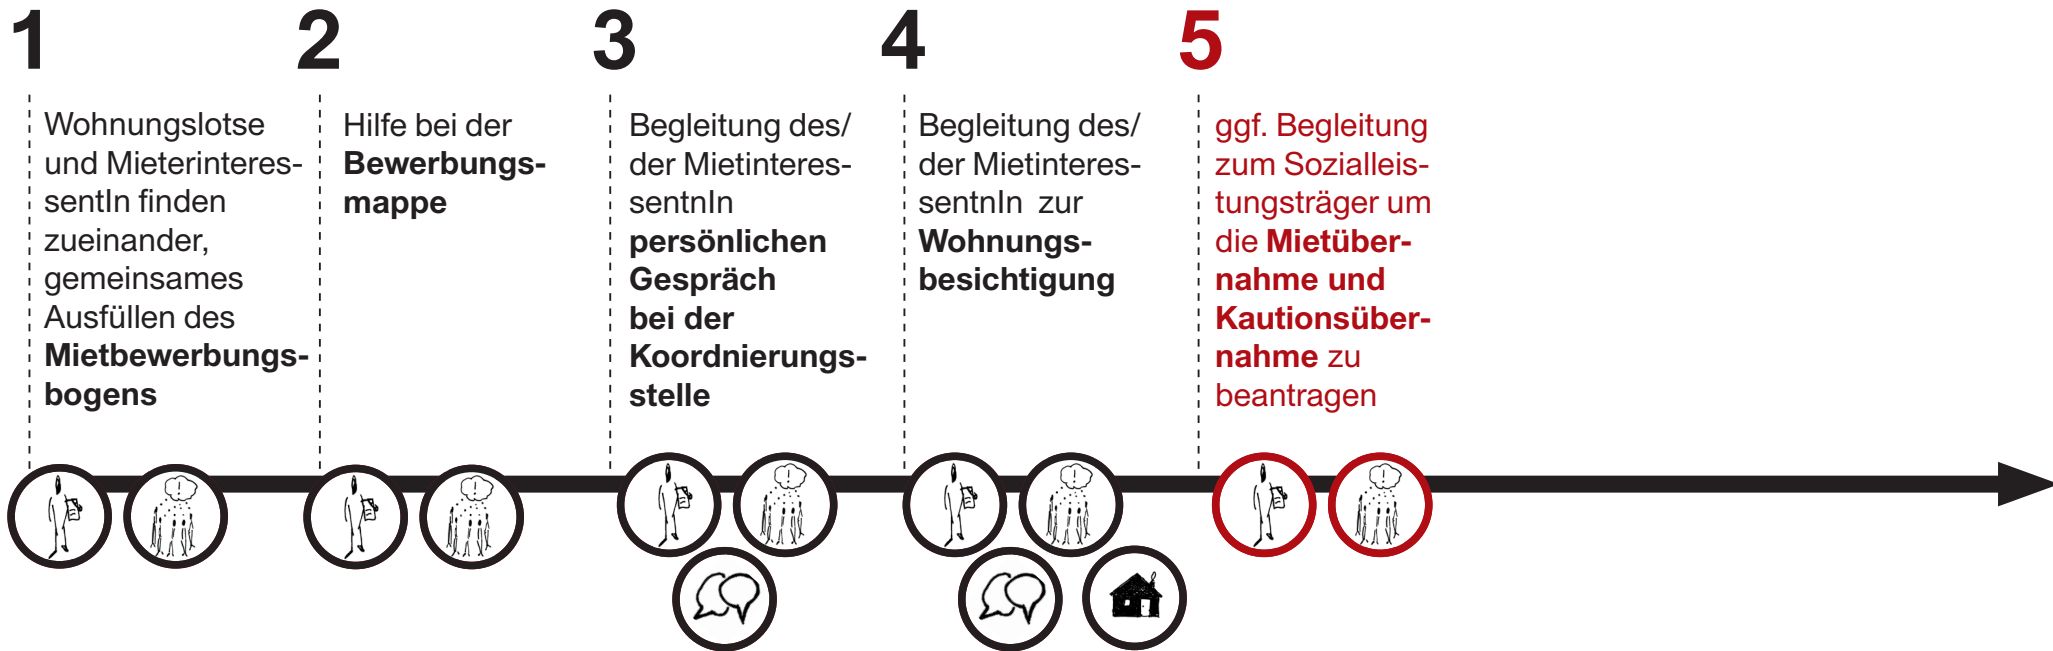 1
Wohnungslotse
und Mieterinteres-
sentIn finden
zueinander,
gemeinsames
Ausfüllen des
Mietbewerbungs-
bogens
2
Hilfe bei der
Bewerbungs-
mappe
3
Begleitung des/
der Mietinteres-
sentnIn
persönlichen
Gespräch
bei der
Koordnierungs-
stelle
4
Begleitung des/
der Mietinteres-
sentnIn zur
Wohnungs-
besichtigung
5
ggf. Begleitung
zum Sozialleis-
tungsträger um
die Mietüber-
nahme und
Kautionsüber-
nahme zu
beantragen